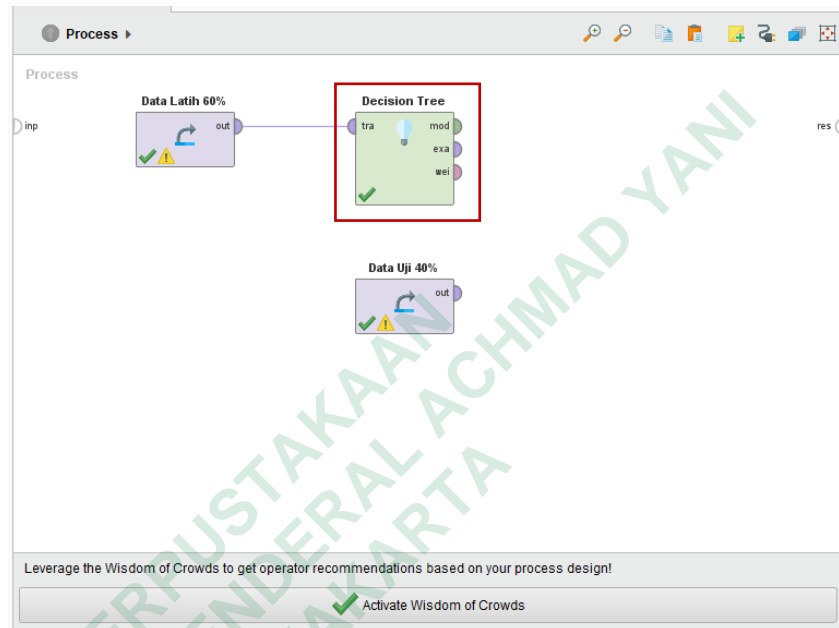 Process
Process
Data Latih 60%
Decision Tree
inp
out
tra
mod
res
exa
wei
Data Uji 40%
out
PERPUSTAKAAN
JENDERAL ACHMAD YANI
Leverage the Wisdom of Crowds to get operator recommendations based on your process design!
Activate Wisdom of Crowds